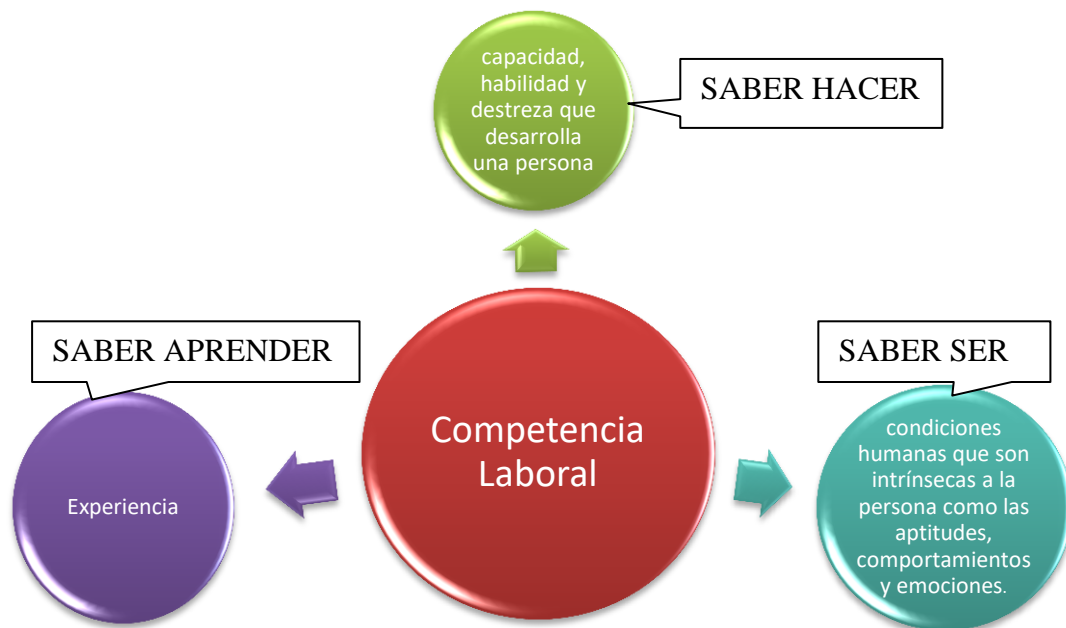 capacidad,
habilidad y
destreza que
desarrolla
una persona
SABER HACER
SABER APRENDER
Experiencia
Competencia
Laboral
SABER SER
condiciones
humanas que son
intrínsecas a la
persona como las
aptitudes,
comportamientos
y emociones.